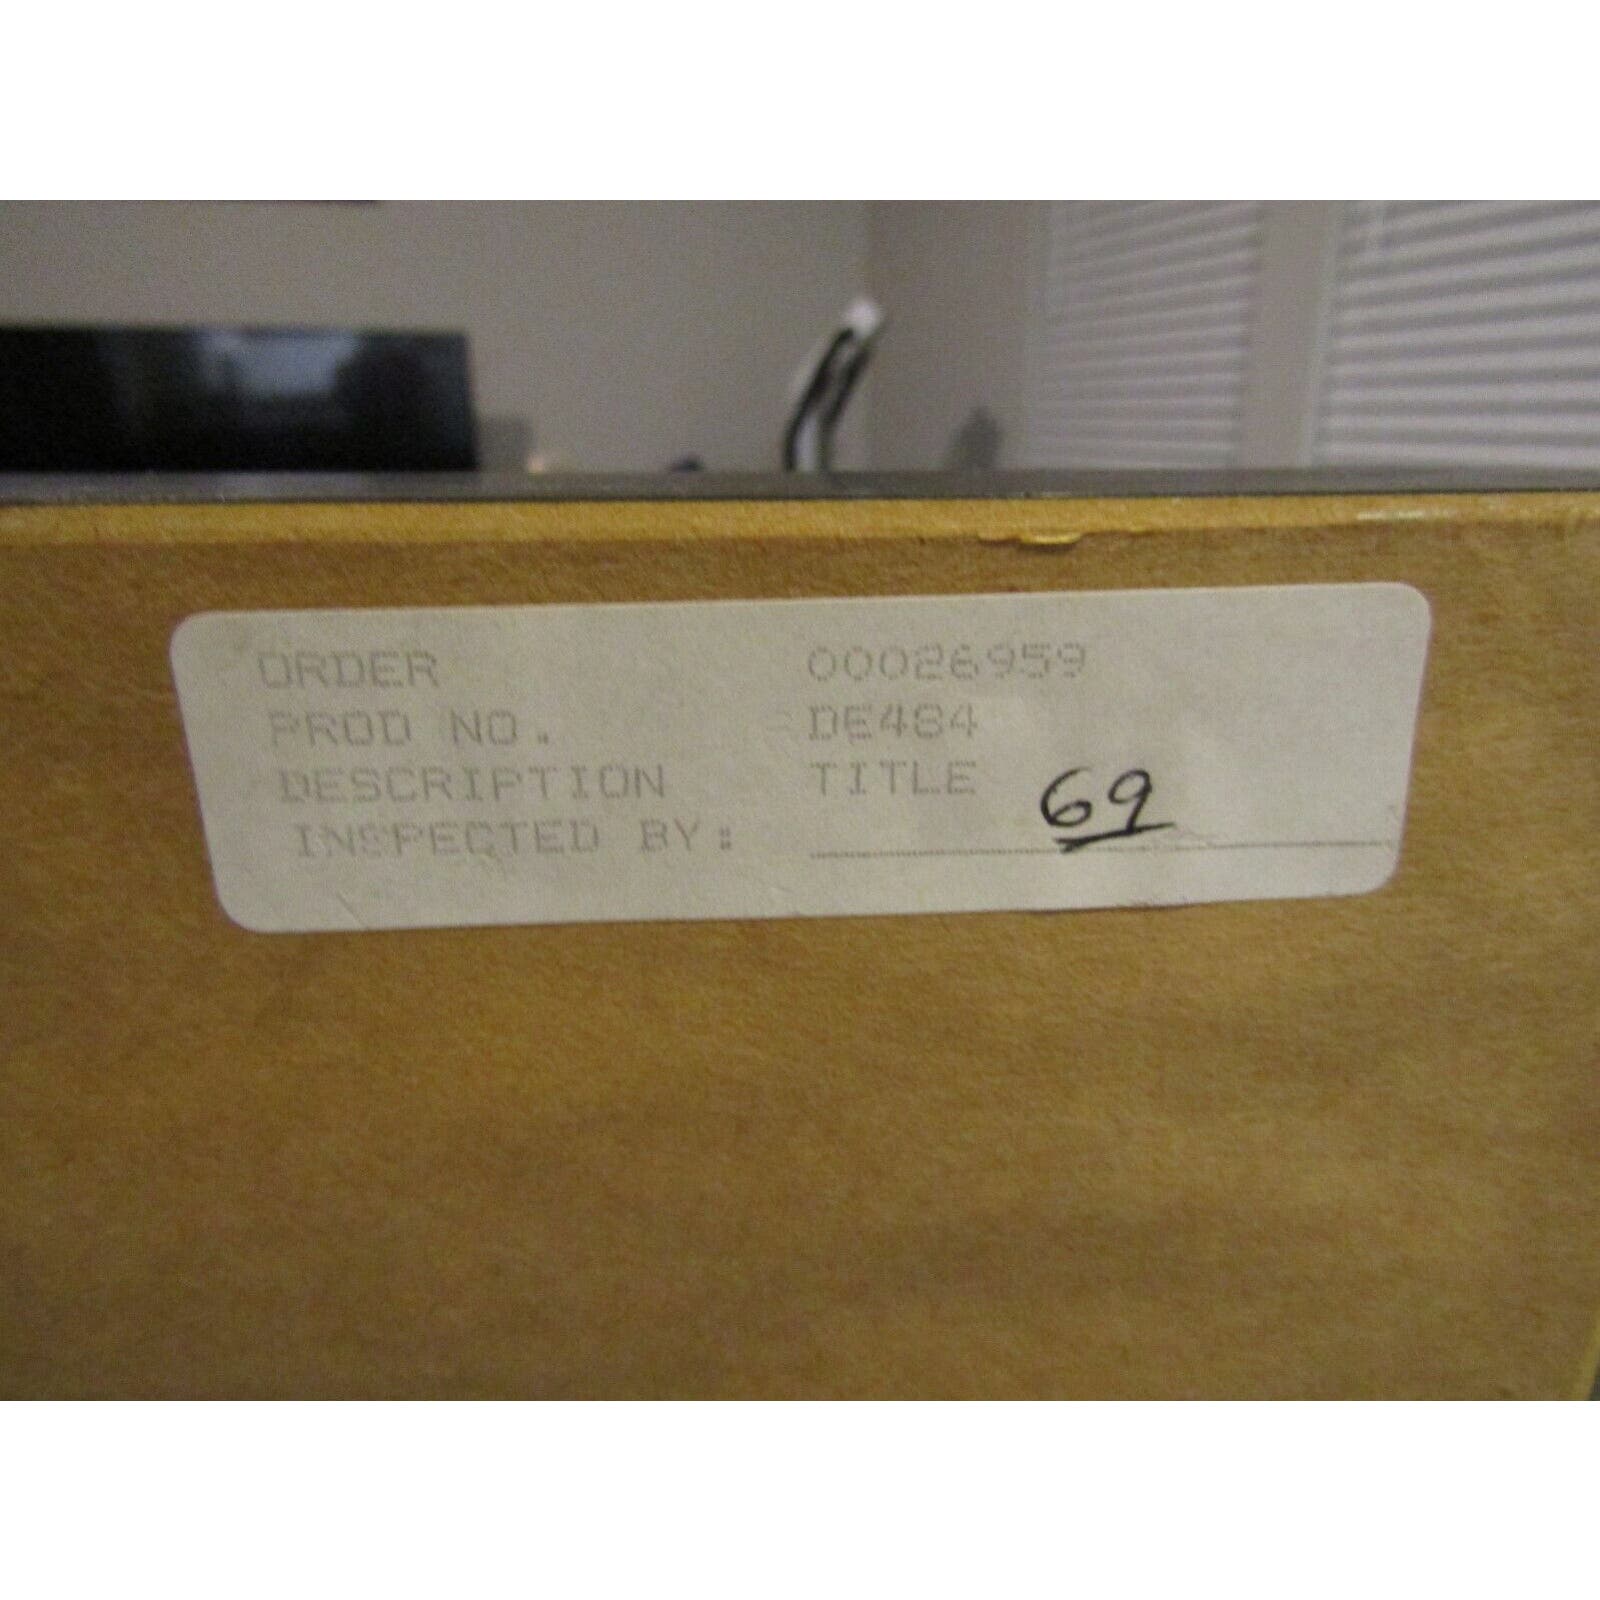 ORDER 00026959
PROD NO. DE484
DESCRIPTION TITLE
INSPECTED BY: 69